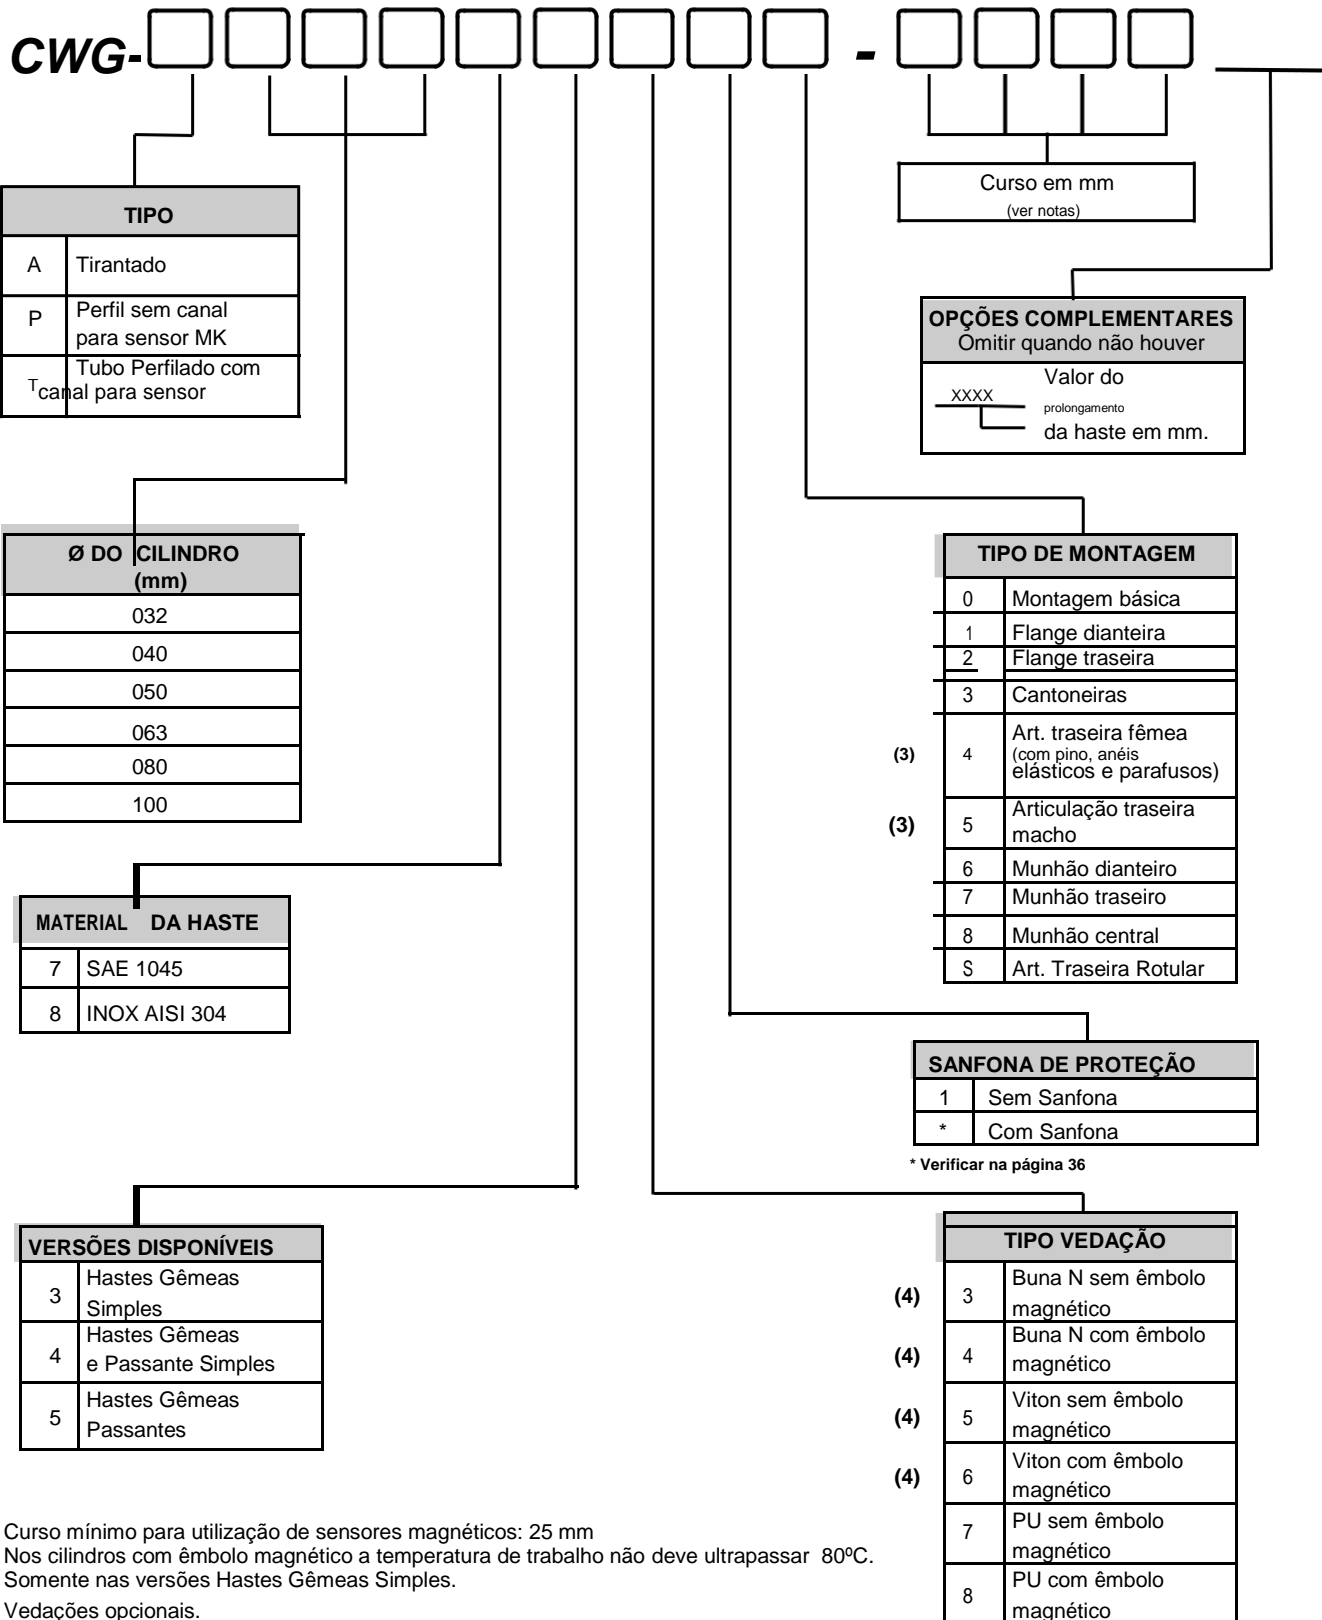 CWG- -
Curso em mm
(ver notas)
TIPO
A Tirantado
P Perfil sem canal
para sensor MK
T Tubo Perfilado com
canal para sensor
OPÇÕES COMPLEMENTARES
Omitir quando não houver
XXXX Valor do
prolongamento
da haste em mm.
Ø DO CILINDRO
(mm)
032
040
050
063
080
100
TIPO DE MONTAGEM
0 Montagem básica
1 Flange dianteira
2 Flange traseira
3 Cantoneiras
(3) 4 Art. traseira fêmea
(com pino, anéis
elásticos e parafusos)
(3) 5 Articulação traseira
macho
6 Munhão dianteiro
7 Munhão traseiro
8 Munhão central
S Art. Traseira Rotular
MATERIAL DA HASTE
7 SAE 1045
8 INOX AISI 304
SANFONA DE PROTEÇÃO
1 Sem Sanfona
* Com Sanfona
* Verificar na página 36
VERSÕES DISPONÍVEIS
3 Hastes Gêmeas
Simples
4 Hastes Gêmeas
e Passante Simples
5 Hastes Gêmeas
Passantes
TIPO VEDAÇÃO
(4) 3 Buna N sem êmbolo
magnético
(4) 4 Buna N com êmbolo
magnético
(4) 5 Viton sem êmbolo
magnético
(4) 6 Viton com êmbolo
magnético
7 PU sem êmbolo
magnético
8 PU com êmbolo
magnético
Curso mínimo para utilização de sensores magnéticos: 25 mm
Nos cilindros com êmbolo magnético a temperatura de trabalho não deve ultrapassar 80ºC.
Somente nas versões Hastes Gêmeas Simples.
Vedações opcionais.